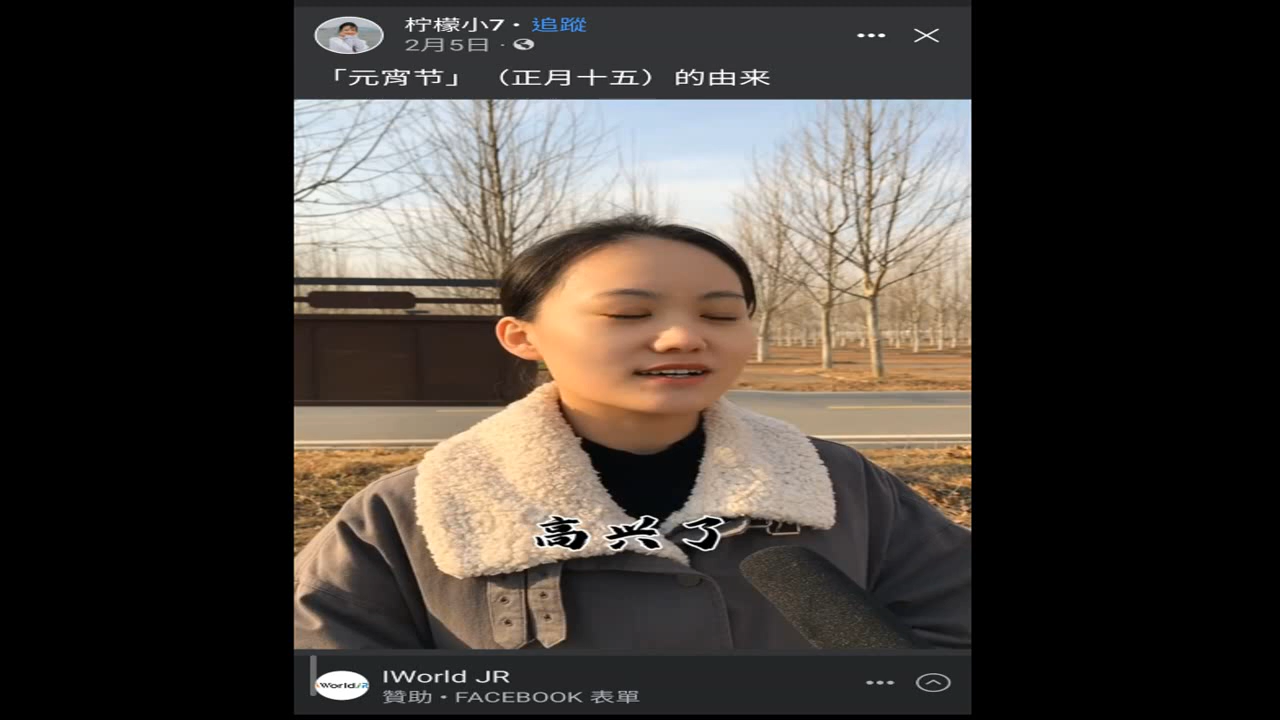 柠檬小7 · 追蹤
2月5日 ·
「元宵节」（正月十五）的由来
高兴了
IWorld JR
IWorld JR
贊助 · FACEBOOK 表單